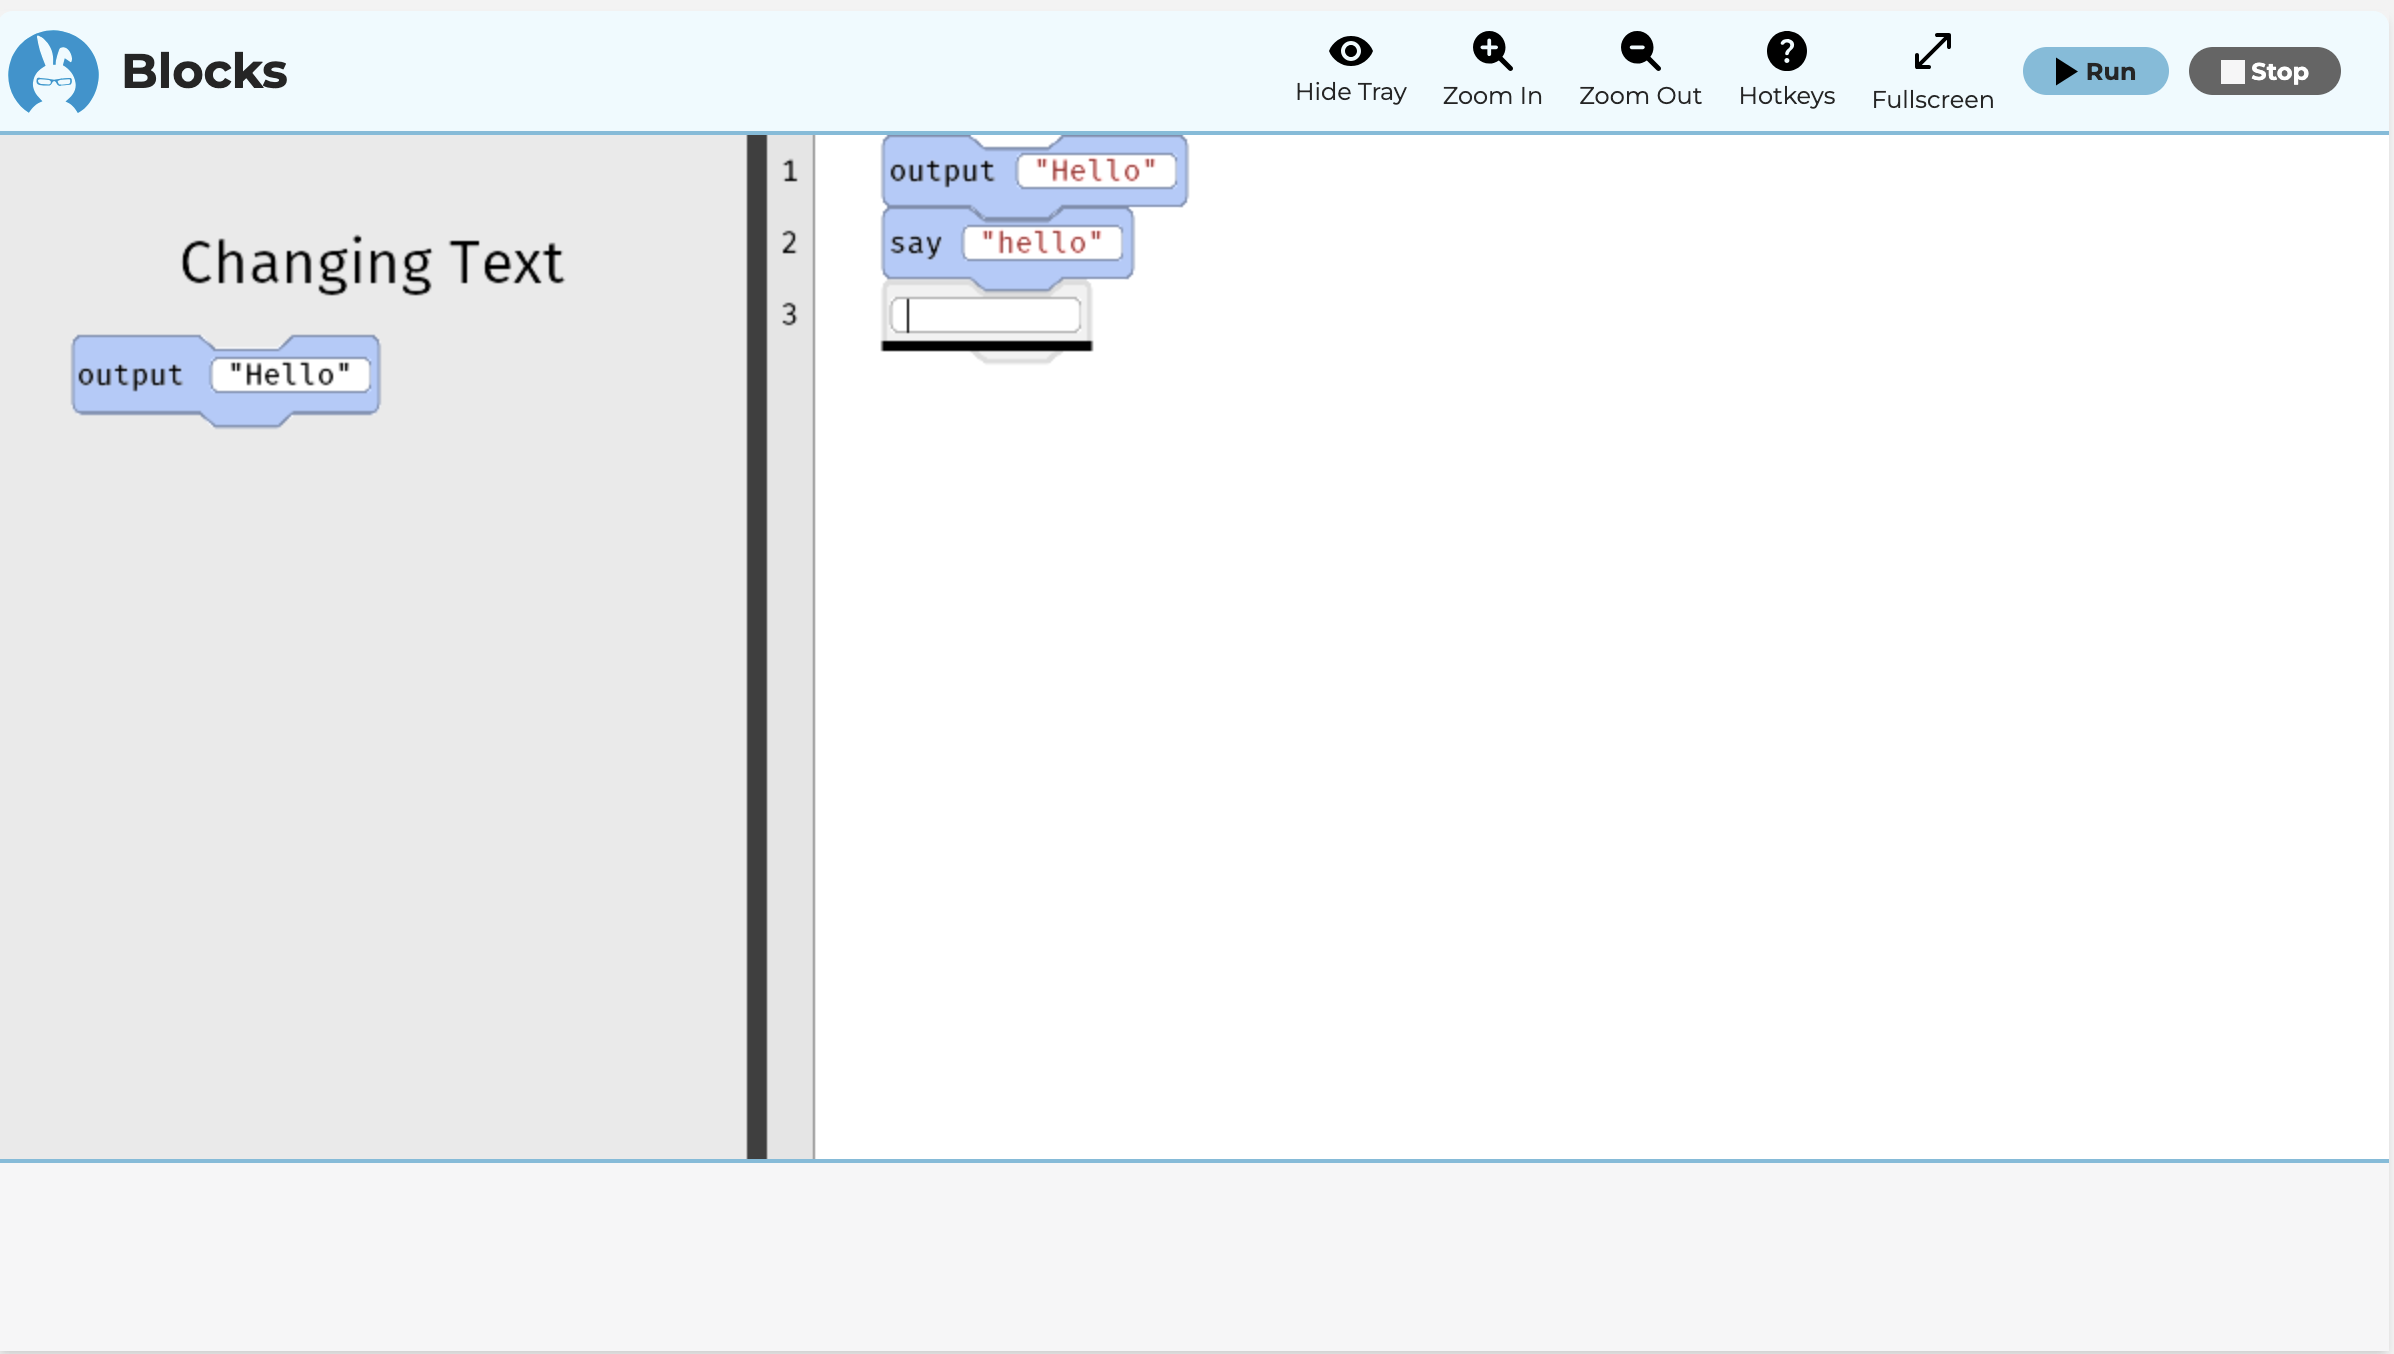 Blocks
Hide Tray
Zoom In
Zoom Out
Hotkeys
Fullscreen
Run
Stop
Changing Text
output "Hello"
1 output "Hello"
2 say "hello"
3